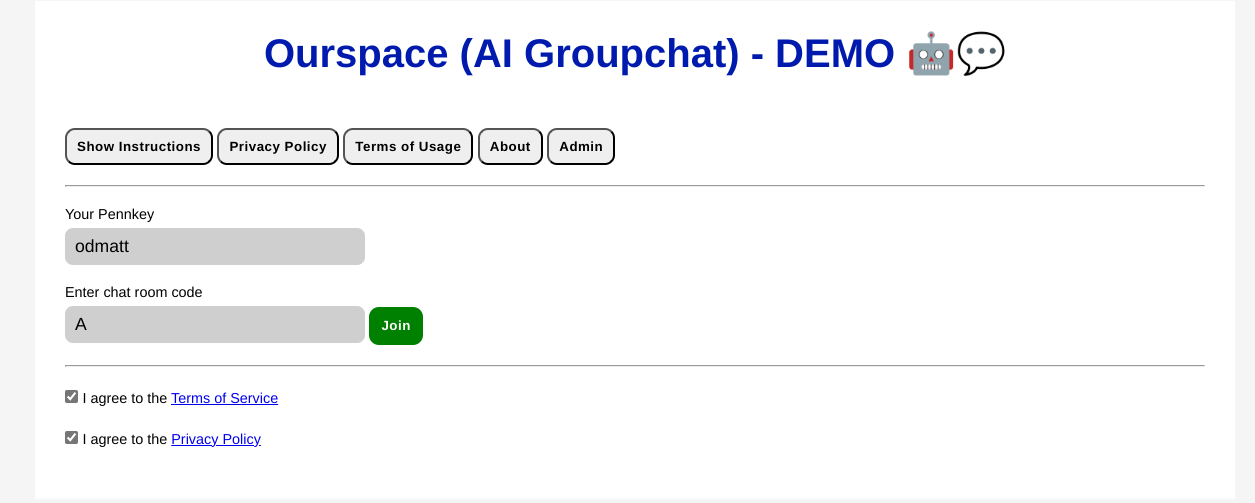 Ourspace (AI Groupchat) - DEMO 🤖💬
Show Instructions Privacy Policy Terms of Usage About Admin
Your Pennkey
odmatt
Enter chat room code
A Join
I agree to the Terms of Service
I agree to the Privacy Policy